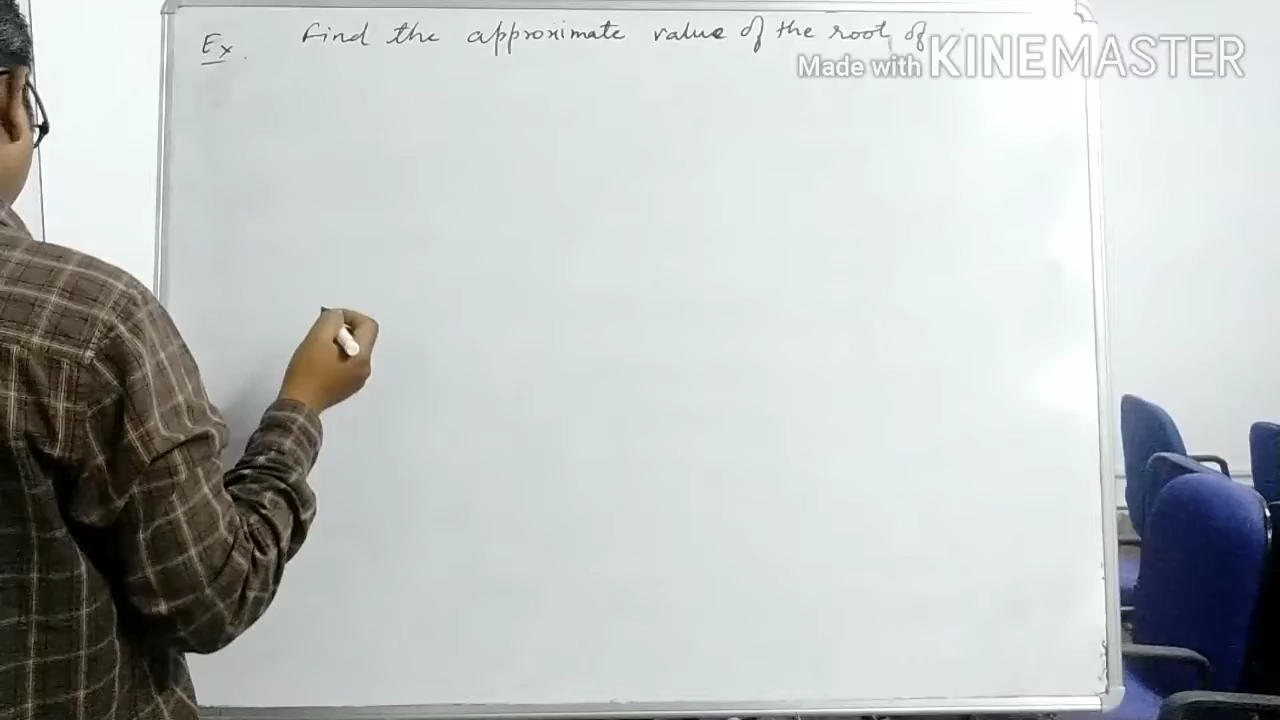 Ex. Find the approximate value of the root of
Made with KINEMASTER